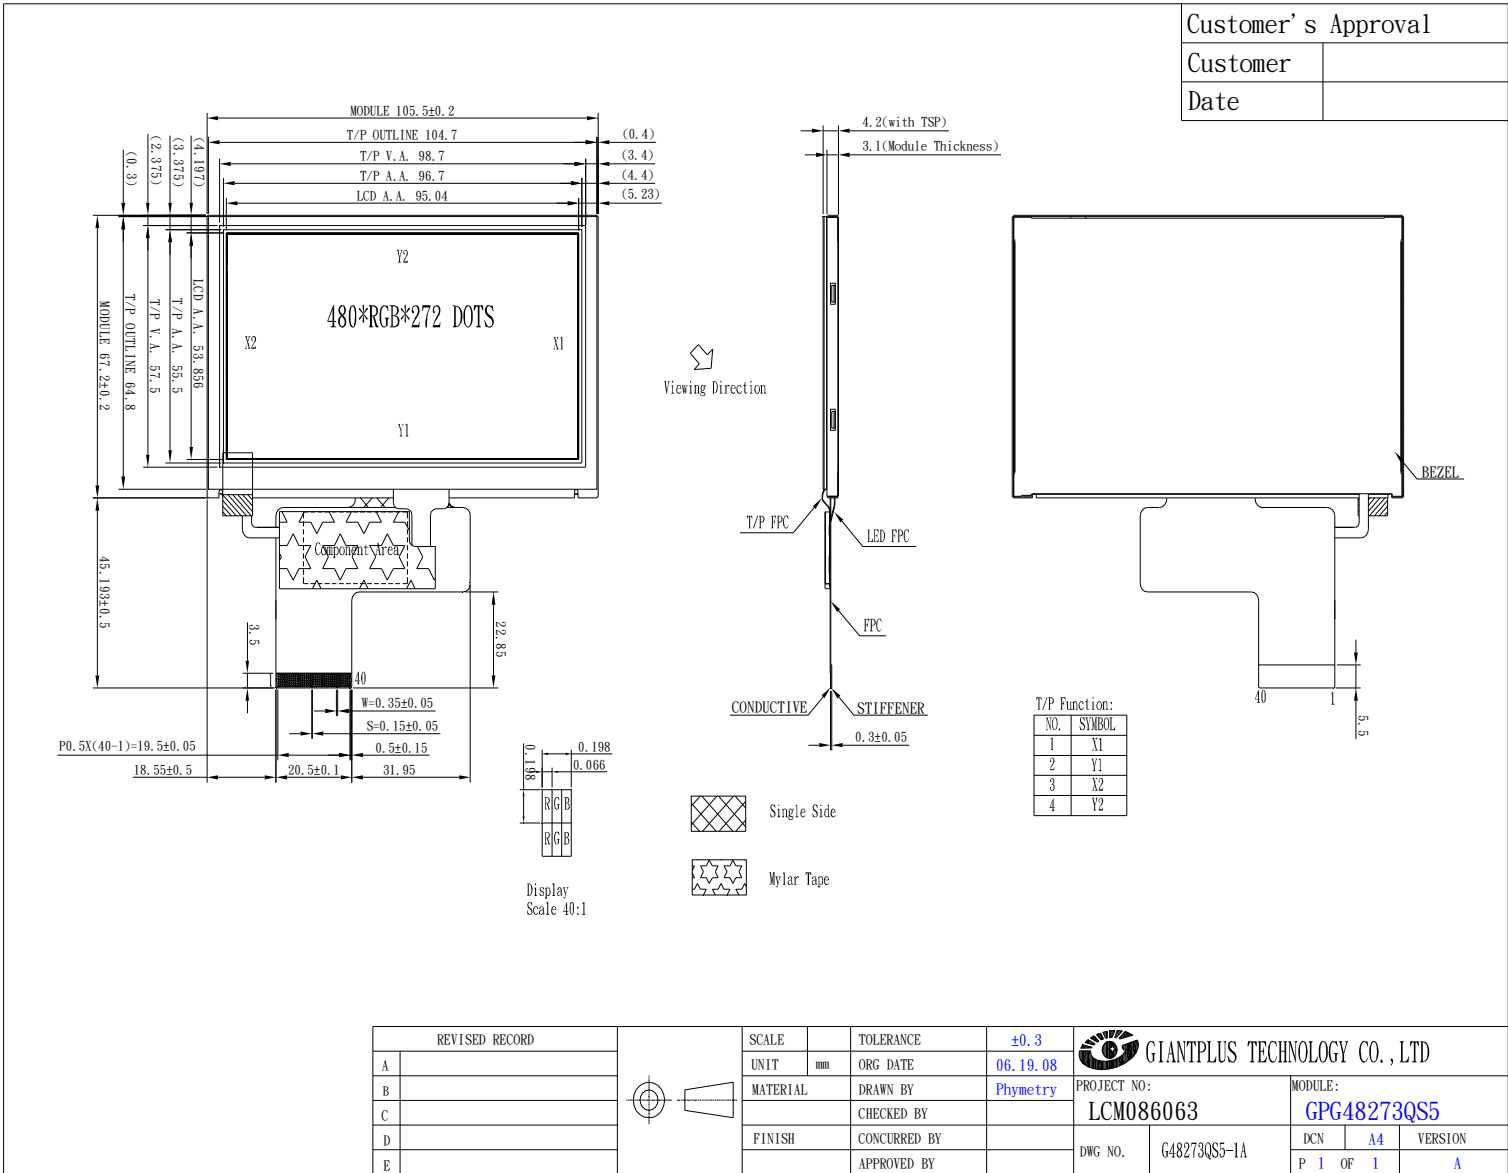 Customer's Approval
Customer
Date
MODULE 105.5±0.2
T/P OUTLINE 104.7
T/P V.A. 98.7
T/P A.A. 96.7
LCD A.A. 95.04
(0.4)
(3.4)
(4.4)
(5.23)
(0.3)
(2.375)
(3.375)
(4.197)
MODULE 67.2±0.2
T/P OUTLINE 64.8
T/P V.A. 57.5
T/P A.A. 55.5
LCD A.A. 53.856
Y2
480*RGB*272 DOTS
X2
X1
Y1
Component Area
45.193±0.5
3.5
22.85
1
40
W=0.35±0.05
S=0.15±0.05
P0.5X(40-1)=19.5±0.05
0.5±0.15
18.55±0.5
20.5±0.1
31.95
4.2(with TSP)
3.1(Module Thickness)
Viewing Direction
T/P FPC
LED FPC
FPC
CONDUCTIVE
STIFFENER
0.3±0.05
BEZEL
40
1
5.5
0.198
0.198
0.066
R G B
R G B
Display
Scale 40:1
Single Side
Mylar Tape
T/P Function:
NO. SYMBOL
1 X1
2 Y1
3 X2
4 Y2
REVISED RECORD
A
B
C
D
E
SCALE
UNIT mm
MATERIAL
FINISH
TOLERANCE ±0.3
ORG DATE 06.19.08
DRAWN BY Phymetry
CHECKED BY
CONCURRED BY
APPROVED BY
GIANTPLUS TECHNOLOGY CO.,LTD
PROJECT NO:
LCM086063
MODULE:
GPG48273QS5
DWG NO. G48273QS5-1A
DCN A4 VERSION
P 1 OF 1 A